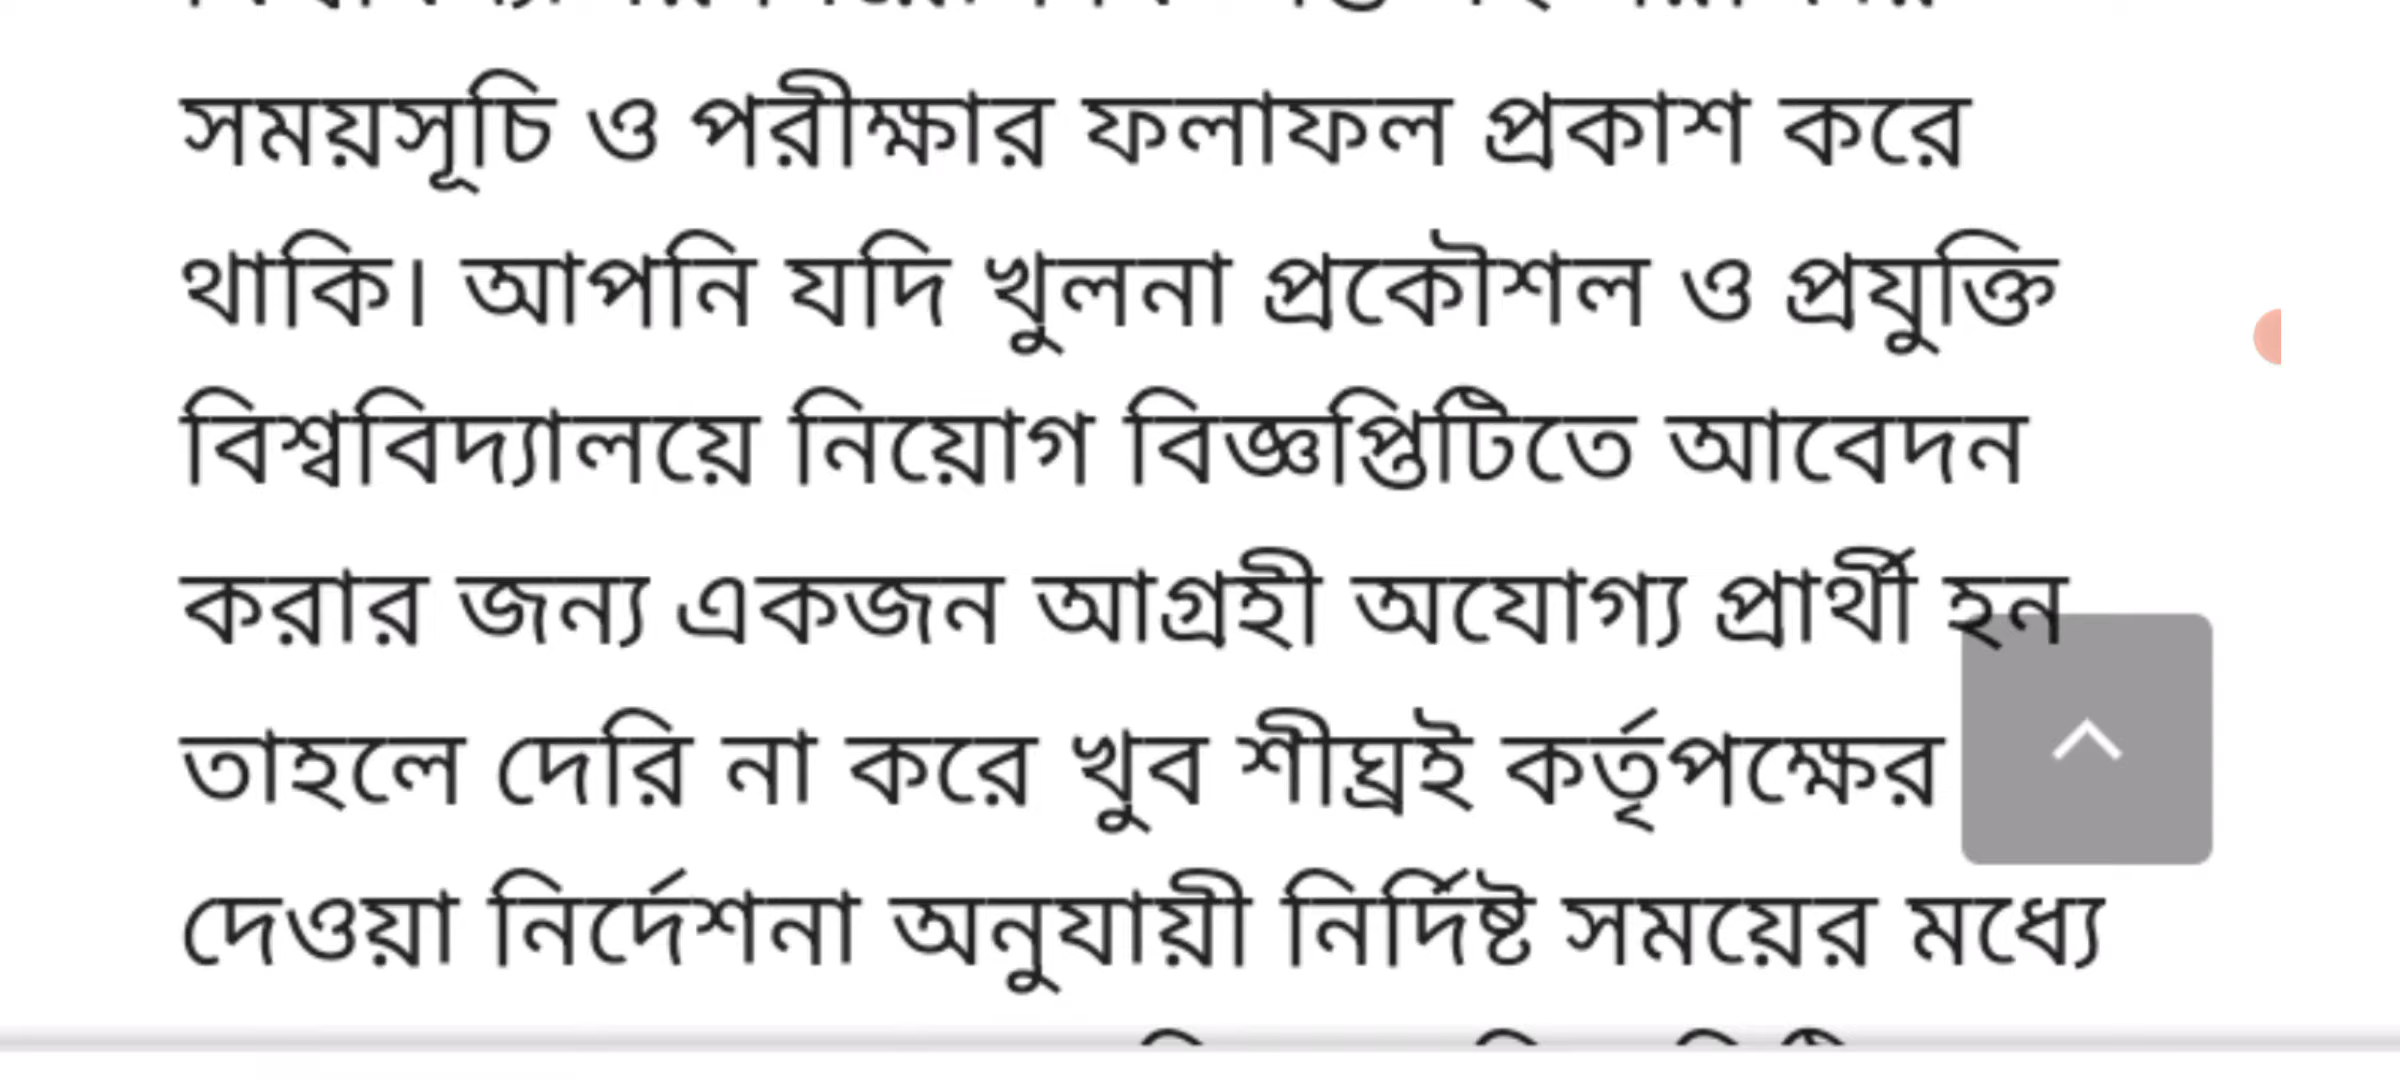 সময়সূচি ও পরীক্ষার ফলাফল প্রকাশ করে
থাকি। আপনি যদি খুলনা প্রকৌশল ও প্রযুক্তি
বিশ্ববিদ্যালয়ে নিয়োগ বিজ্ঞপ্তিটিতে আবেদন
করার জন্য একজন আগ্রহী অযোগ্য প্রার্থী হন
তাহলে দেরি না করে খুব শীঘ্রই কর্তৃপক্ষের
দেওয়া নির্দেশনা অনুযায়ী নির্দিষ্ট সময়ের মধ্যে